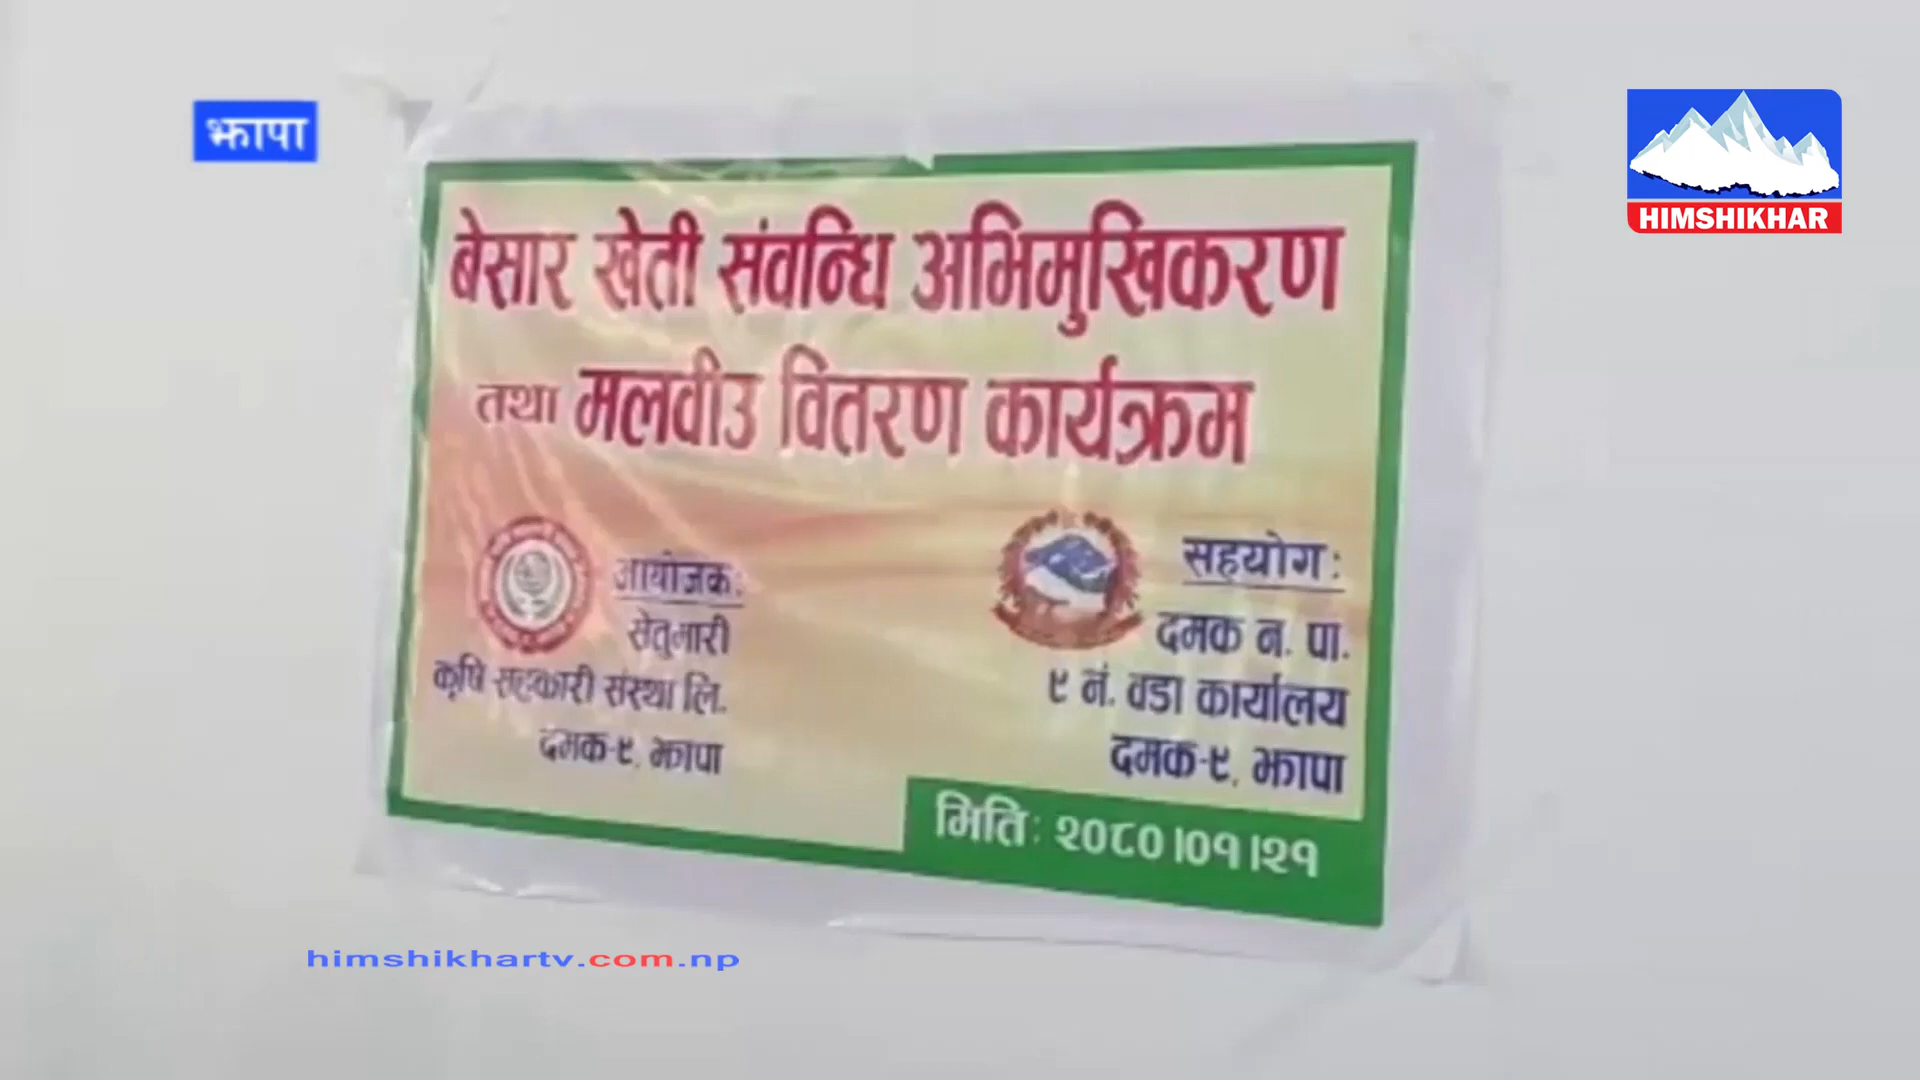 झापा
HIMSHIKHAR
बेसार खेती संवन्धि अभिमुखिकरण
तथा मलवीउ वितरण कार्यक्रम
आयोजक:
सेतुमारी
कृषि सहकारी संस्था लि.
दमक-९, झापा
सहयोग:
दमक न. पा.
९ नं. वडा कार्यालय
दमक-९, झापा
मिति: २०८०।०१।२१
himshikhartv.com.np